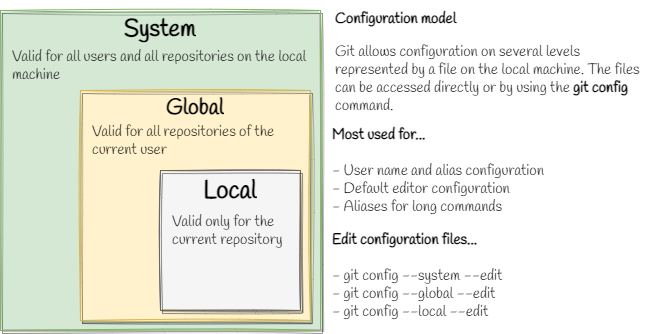 System
Valid for all users and all repositories on the local
machine
Global
Valid for all repositories of the
current user
Local
Valid only for the
current repository
Configuration model
Git allows configuration on several levels
represented by a file on the local machine. The files
can be accessed directly or by using the git config
command.
Most used for...
- User name and alias configuration
- Default editor configuration
- Aliases for long commands
Edit configuration files...
- git config --system --edit
- git config --global --edit
- git config --local --edit